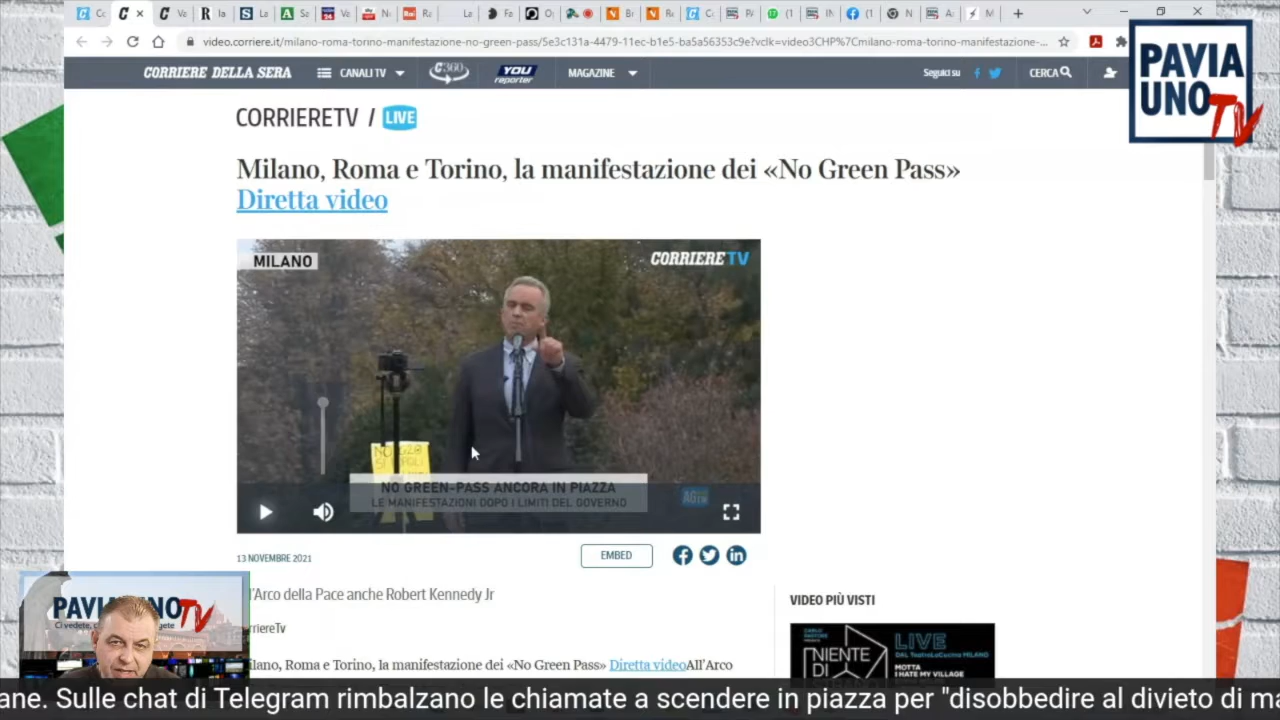 video.corriere.it/milano-roma-torino-manifestazione-no-green-pass/5e3c131a-4479-11ec-b1e5-ba5a56353c9e?vclk=video3CHP%7Cmilano-roma-torino-manifestazione-...
CORRIERE DELLA SERA
CANALI TV
C360
YOU
reporter
MAGAZINE
Seguici su
CERCA
PAVIA
UNO TV
CORRIERETV / LIVE
Milano, Roma e Torino, la manifestazione dei «No Green Pass»
Diretta video
MILANO
CORRIERE TV
NO GREEN-PASS ANCORA IN PIAZZA
LE MANIFESTAZIONI DOPO I LIMITI DEL GOVERNO
13 NOVEMBRE 2021
EMBED
l'Arco della Pace anche Robert Kennedy Jr
rriereTv
lano, Roma e Torino, la manifestazione dei «No Green Pass» Diretta videoAll'Arco
VIDEO PIÙ VISTI
NIENTE
DI
LIVE
DAL TeatroLaCucina MILANO
MOTTA
I HATE MY VILLAGE
PAVIA UNO TV
ane. Sulle chat di Telegram rimbalzano le chiamate a scendere in piazza per "disobbedire al divieto di m